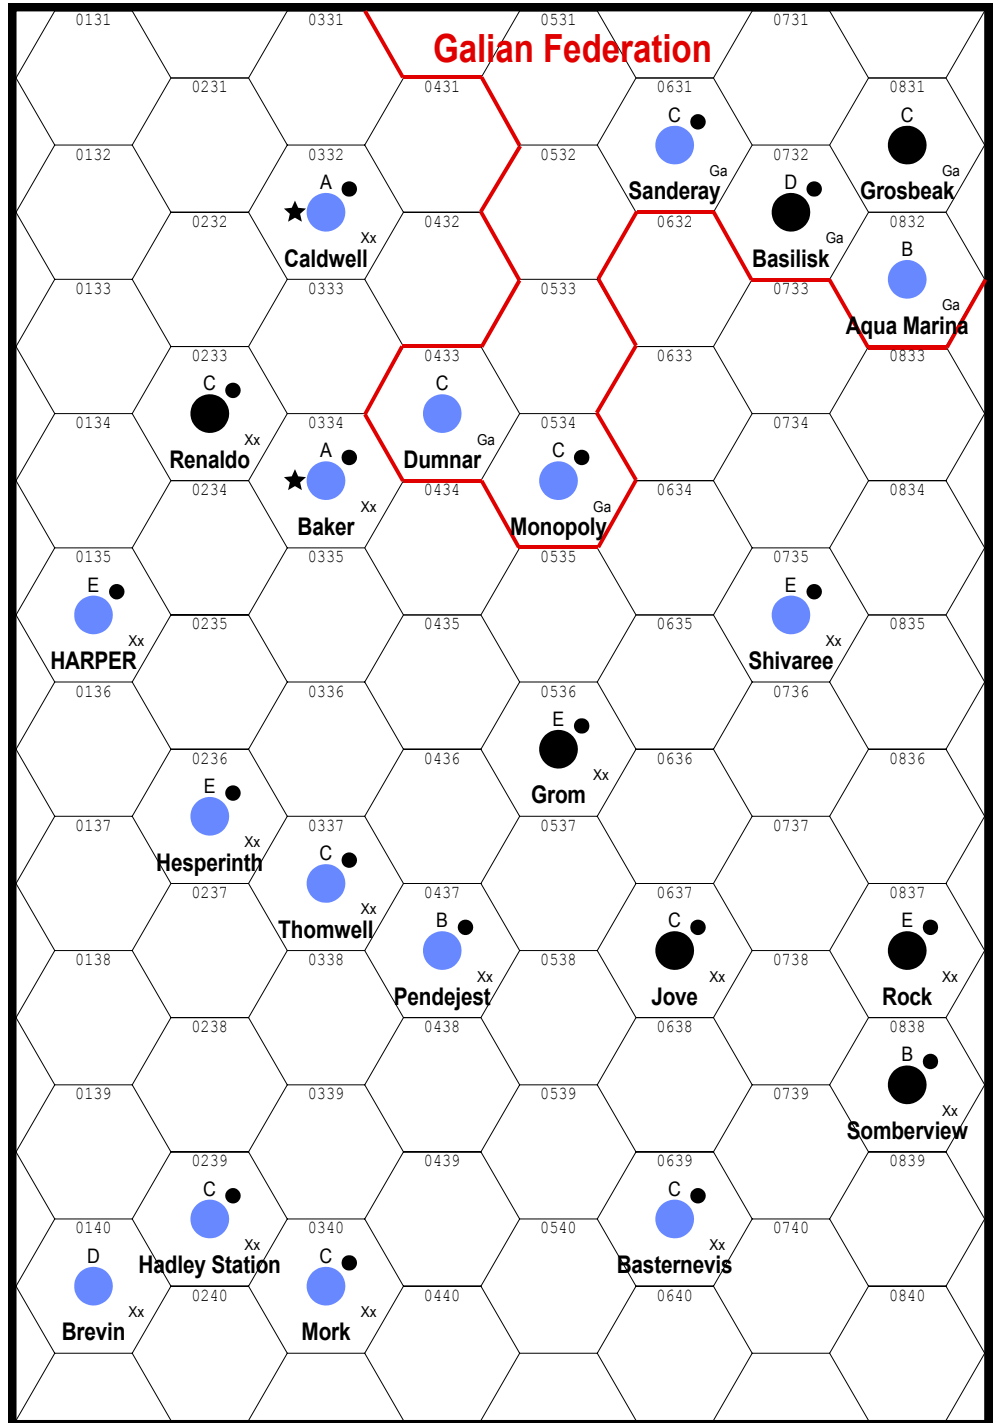 0131 0331 0531 0731
Galian Federation
0231 0431 0631 0831
C C
0132 0332 0532 0732
A Ga D Ga
Sanderay Grosbeak
0232 0432 0632 0832
Xx Ga B
Caldwell Basilisk
0133 0333 0533 0733
Ga
Aqua Marina
0233 0433 0633 0833
C C
0134 0334 0534 0734
Xx A Ga C
Renaldo Dumnar
0234 0434 0634 0834
Xx Ga
Baker Monopoly
0135 0335 0535 0735
E E
0235 0435 0635 0835
Xx Xx
HARPER Shivaree
0136 0336 0536 0736
E
0236 0436 0636 0836
E Xx
Grom
0137 0337 0537 0737
Xx C
Hesperinth
0237 0437 0637 0837
Xx B C E
Thomwell
0138 0338 0538 0738
Xx Xx Xx
Pendejest Jove Rock
0238 0438 0638 0838
B
0139 0339 0539 0739
Xx
Somberview
0239 0439 0639 0839
C C
0140 0340 0540 0740
D Xx C Xx
Hadley Station Basternevis
0240 0440 0640 0840
Xx Xx
Brevin Mork